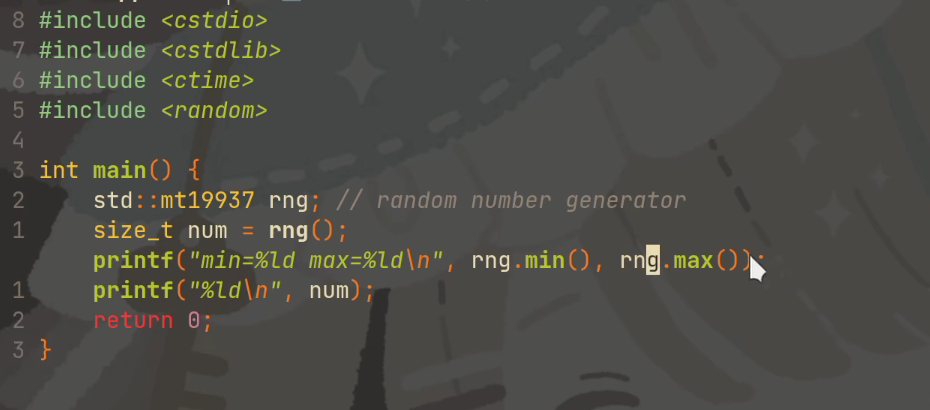 8 #include <cstdio>
7 #include <cstdlib>
6 #include <ctime>
5 #include <random>
4
3 int main() {
2     std::mt19937 rng; // random number generator
1     size_t num = rng();
    printf("min=%ld max=%ld\n", rng.min(), rng.max());
1     printf("%ld\n", num);
2     return 0;
3 }